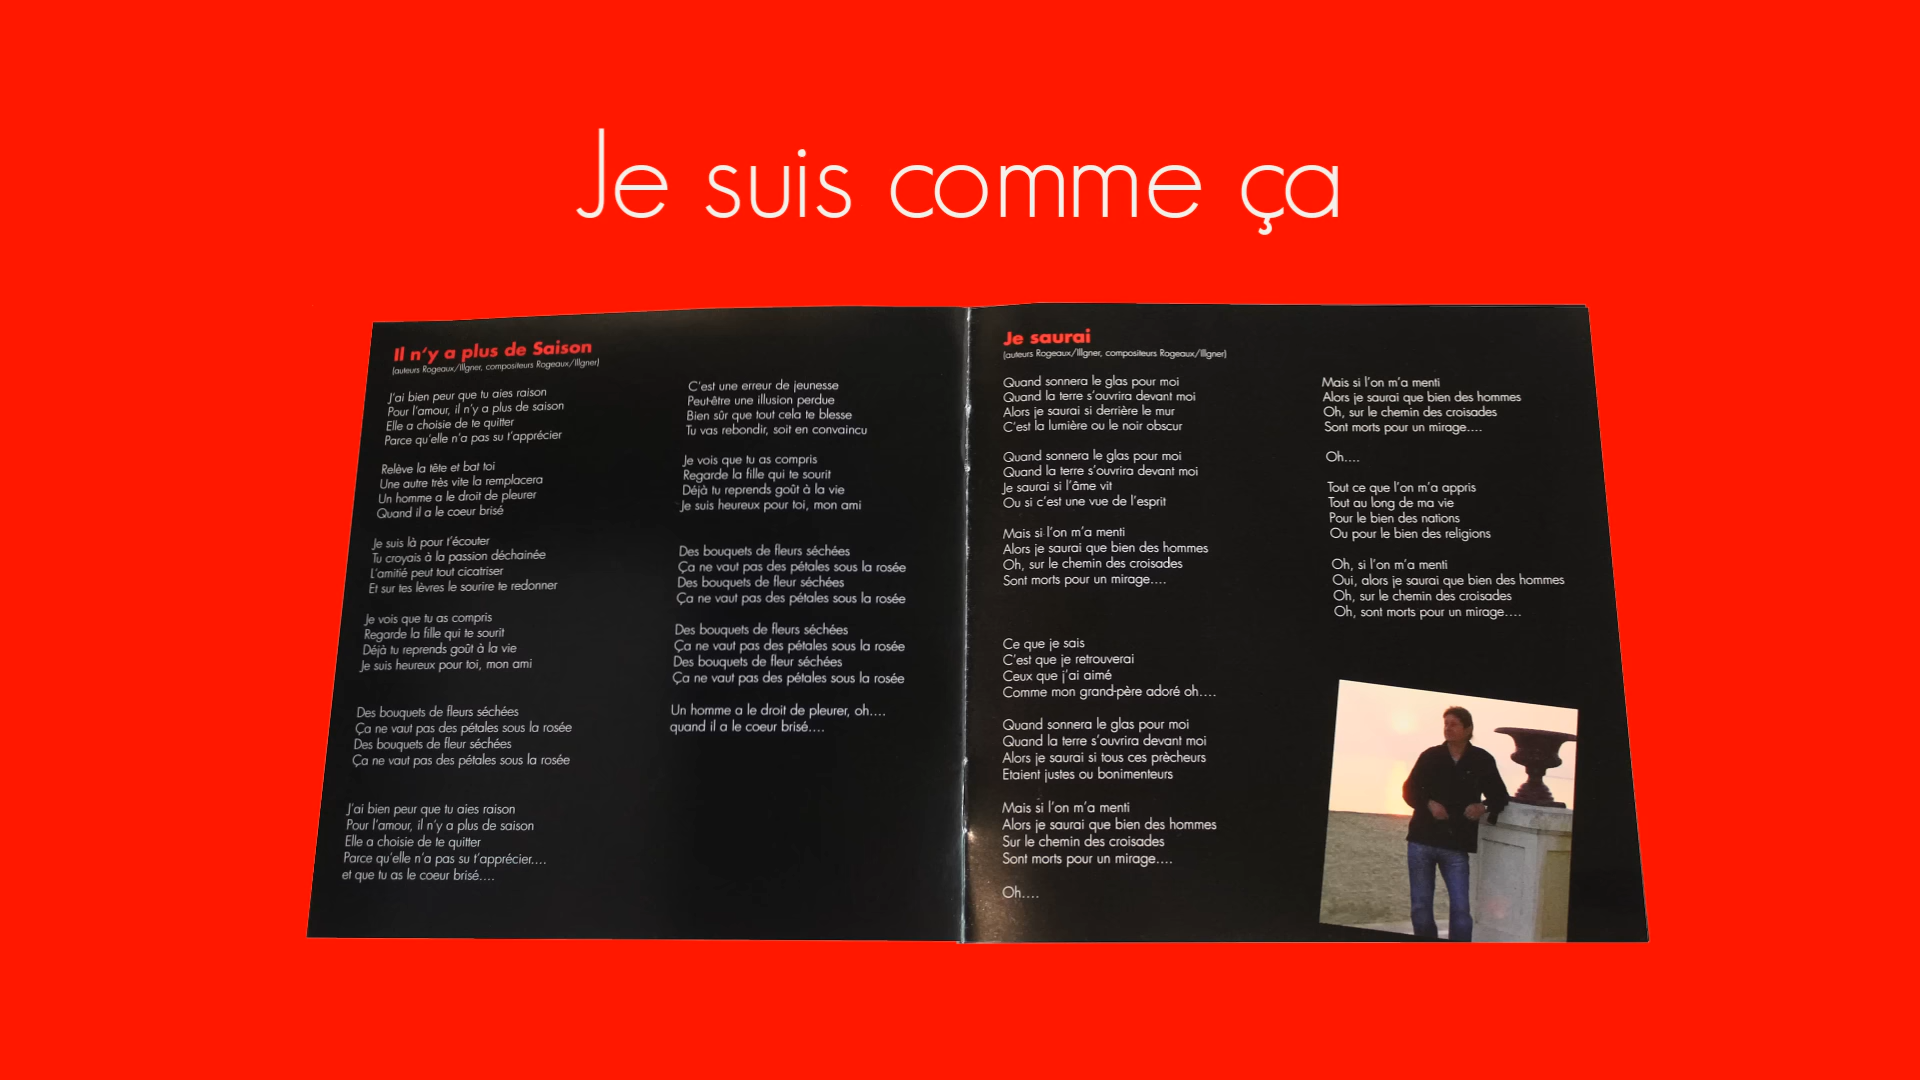 Je suis comme ça
Il n'y a plus de Saison
(auteurs Rogeaux/Illgner, compositeurs Rogeaux/Illgner)
J'ai bien peur que tu aies raison
Pour l'amour, il n'y a plus de saison
Elle a choisie de te quitter
Parce qu'elle n'a pas su t'apprécier
Relève la tête et bat toi
Une autre très vite la remplacera
Un homme a le droit de pleurer
Quand il a le coeur brisé
Je suis là pour t'écouter
Tu croyais à la passion déchainée
L'amitié peut tout cicatriser
Et sur tes lèvres le sourire te redonner
Je vois que tu as compris
Regarde la fille qui te sourit
Déjà tu reprends goût à la vie
Je suis heureux pour toi, mon ami
Des bouquets de fleurs séchées
Ça ne vaut pas des pétales sous la rosée
Des bouquets de fleur séchées
Ça ne vaut pas des pétales sous la rosée
J'ai bien peur que tu aies raison
Pour l'amour, il n'y a plus de saison
Elle a choisie de te quitter
Parce qu'elle n'a pas su t'apprécier....
et que tu as le coeur brisé....
C'est une erreur de jeunesse
Peut-être une illusion perdue
Bien sûr que tout cela te blesse
Tu vas rebondir, soit en convaincu
Je vois que tu as compris
Regarde la fille qui te sourit
Déjà tu reprends goût à la vie
Je suis heureux pour toi, mon ami
Des bouquets de fleurs séchées
Ça ne vaut pas des pétales sous la rosée
Des bouquets de fleur séchées
Ça ne vaut pas des pétales sous la rosée
Des bouquets de fleurs séchées
Ça ne vaut pas des pétales sous la rosée
Des bouquets de fleur séchées
Ça ne vaut pas des pétales sous la rosée
Un homme a le droit de pleurer, oh....
quand il a le coeur brisé....
Je saurai
(auteurs Rogeaux/Illgner, compositeurs Rogeaux/Illgner)
Quand sonnera le glas pour moi
Quand la terre s'ouvrira devant moi
Alors je saurai si derrière le mur
C'est la lumière ou le noir obscur
Quand sonnera le glas pour moi
Quand la terre s'ouvrira devant moi
Je saurai si l'âme vit
Ou si c'est une vue de l'esprit
Mais si l'on m'a menti
Alors je saurai que bien des hommes
Oh, sur le chemin des croisades
Sont morts pour un mirage....
Ce que je sais
C'est que je retrouverai
Ceux que j'ai aimé
Comme mon grand-père adoré oh....
Quand sonnera le glas pour moi
Quand la terre s'ouvrira devant moi
Alors je saurai si tous ces prècheurs
Etaient justes ou bonimenteurs
Mais si l'on m'a menti
Alors je saurai que bien des hommes
Sur le chemin des croisades
Sont morts pour un mirage....
Oh....
Mais si l'on m'a menti
Alors je saurai que bien des hommes
Oh, sur le chemin des croisades
Sont morts pour un mirage....
Oh....
Tout ce que l'on m'a appris
Tout au long de ma vie
Pour le bien des nations
Ou pour le bien des religions
Oh, si l'on m'a menti
Oui, alors je saurai que bien des hommes
Oh, sur le chemin des croisades
Oh, sont morts pour un mirage....